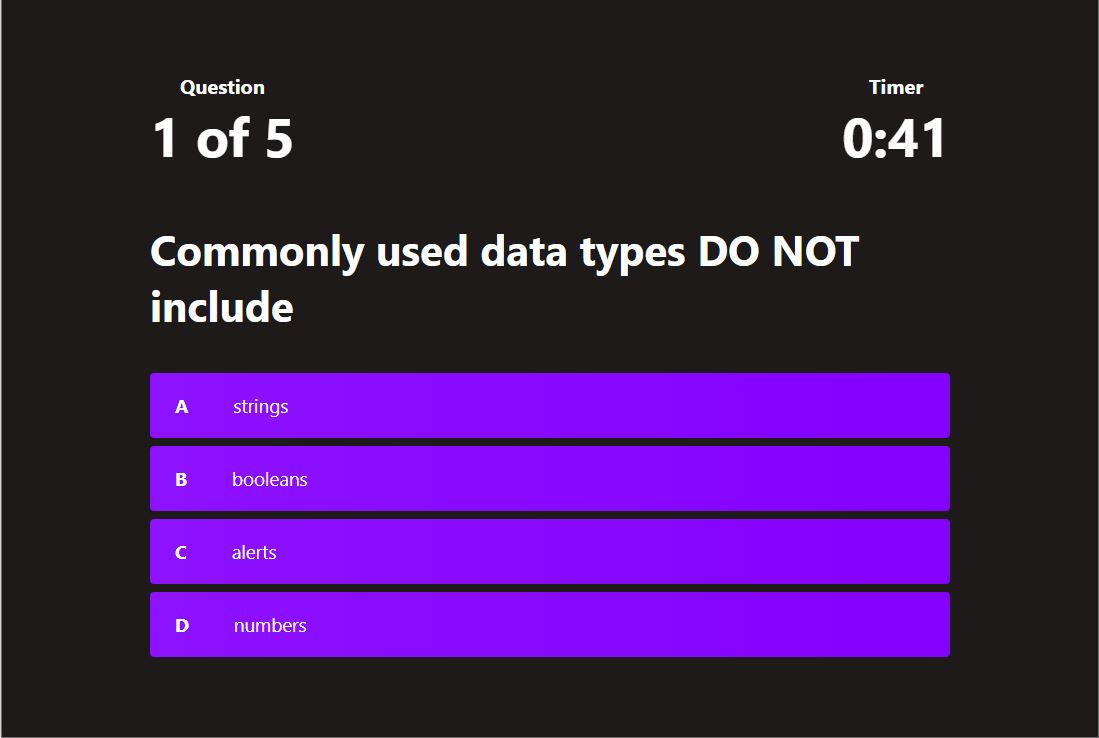 Question
1 of 5
Timer
0:41
Commonly used data types DO NOT
include
A strings
B booleans
C alerts
D numbers